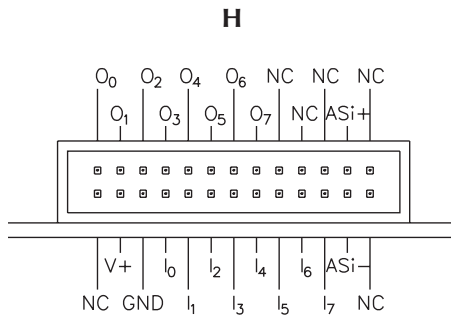 H
O₀ O₂ O₄ O₆ NC NC NC
O₁ O₃ O₅ O₇ NC ASi+
V+ I₀ I₂ I₄ I₆ ASi–
NC GND I₁ I₃ I₅ I₇ NC